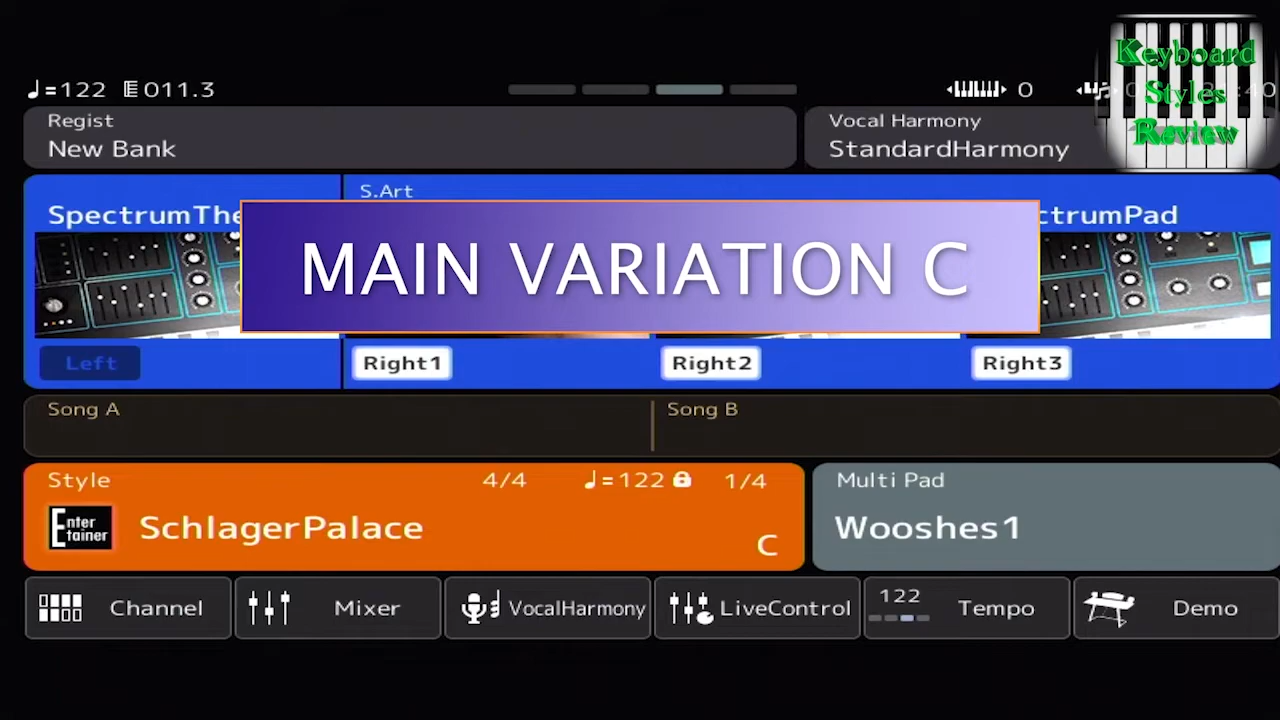 ♩=122 011.3
0
Keyboard
Styles
Review
Regist
New Bank
Vocal Harmony
StandardHarmony
S.Art
SpectrumThe
ctrumPad
MAIN VARIATION C
Left
Right1
Right2
Right3
Song A
Song B
Style 4/4 ♩=122 1/4
Enter
tainer
SchlagerPalace
C
Multi Pad
Wooshes1
Channel
Mixer
VocalHarmony
LiveControl
122
Tempo
Demo